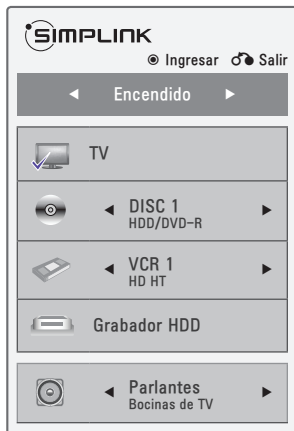 SIMPLINK
Ingresar Salir
Encendido
TV
DISC 1
HDD/DVD-R
VCR 1
HD HT
Grabador HDD
Parlantes
Bocinas de TV